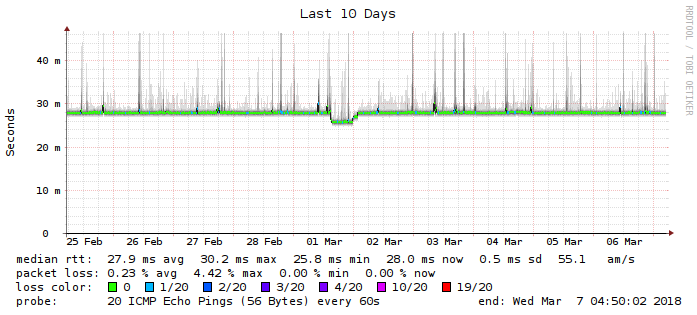 Last 10 Days
RRDTOOL / TOBI OETIKER
Seconds
40 m
30 m
20 m
10 m
0
25 Feb 26 Feb 27 Feb 28 Feb 01 Mar 02 Mar 03 Mar 04 Mar 05 Mar 06 Mar
median rtt: 27.9 ms avg 30.2 ms max 25.8 ms min 28.0 ms now 0.5 ms sd 55.1 am/s
packet loss: 0.23 % avg 4.42 % max 0.00 % min 0.00 % now
loss color: 0 1/20 2/20 3/20 4/20 10/20 19/20
probe: 20 ICMP Echo Pings (56 Bytes) every 60s end: Wed Mar 7 04:50:02 2018